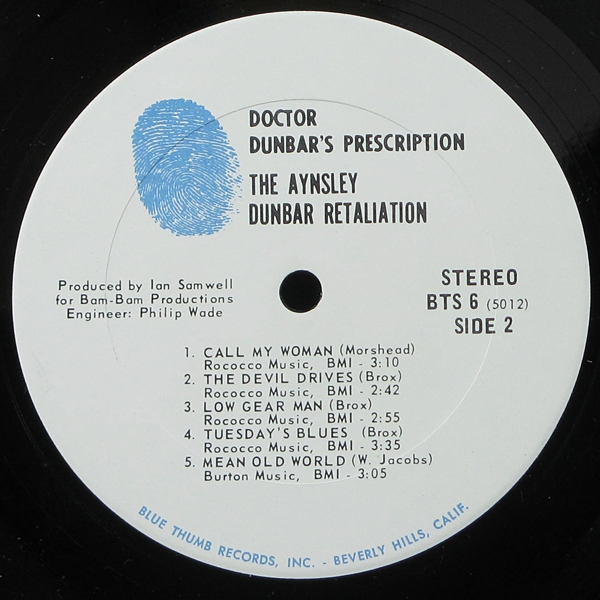 DOCTOR
DUNBAR'S PRESCRIPTION
THE AYNSLEY
DUNBAR RETALIATION
Produced by Ian Samwell
for Bam-Bam Productions
Engineer: Philip Wade
STEREO
BTS 6 (5012)
SIDE 2
1. CALL MY WOMAN (Morshead)
Rococco Music, BMI - 3:10
2. THE DEVIL DRIVES (Brox)
Rococco Music, BMI - 2:42
3. LOW GEAR MAN (Brox)
Rococco Music, BMI - 2:55
4. TUESDAY'S BLUES (Brox)
Rococco Music, BMI - 3:35
5. MEAN OLD WORLD (W. Jacobs)
Burton Music, BMI - 3:05
BLUE THUMB RECORDS, INC. - BEVERLY HILLS, CALIF.